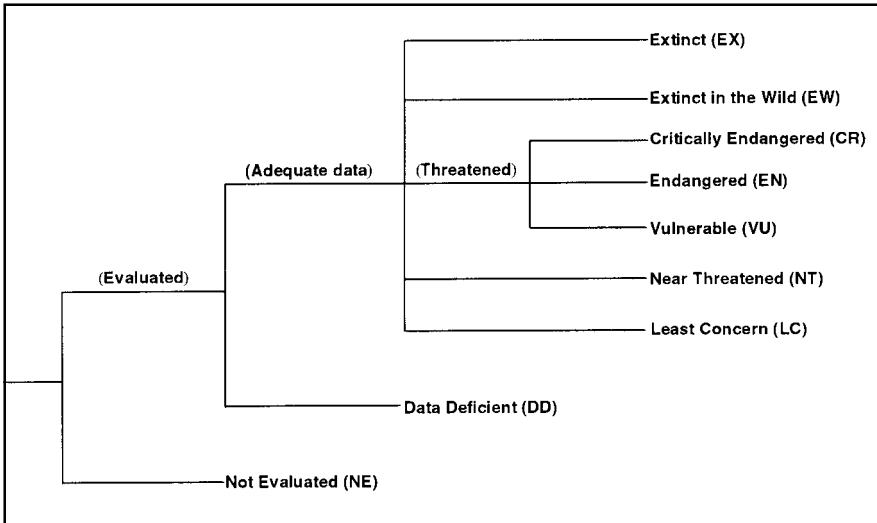 Extinct (EX)
Extinct in the Wild (EW)
Critically Endangered (CR)
(Adequate data)
(Threatened)
Endangered (EN)
Vulnerable (VU)
(Evaluated)
Near Threatened (NT)
Least Concern (LC)
Data Deficient (DD)
Not Evaluated (NE)